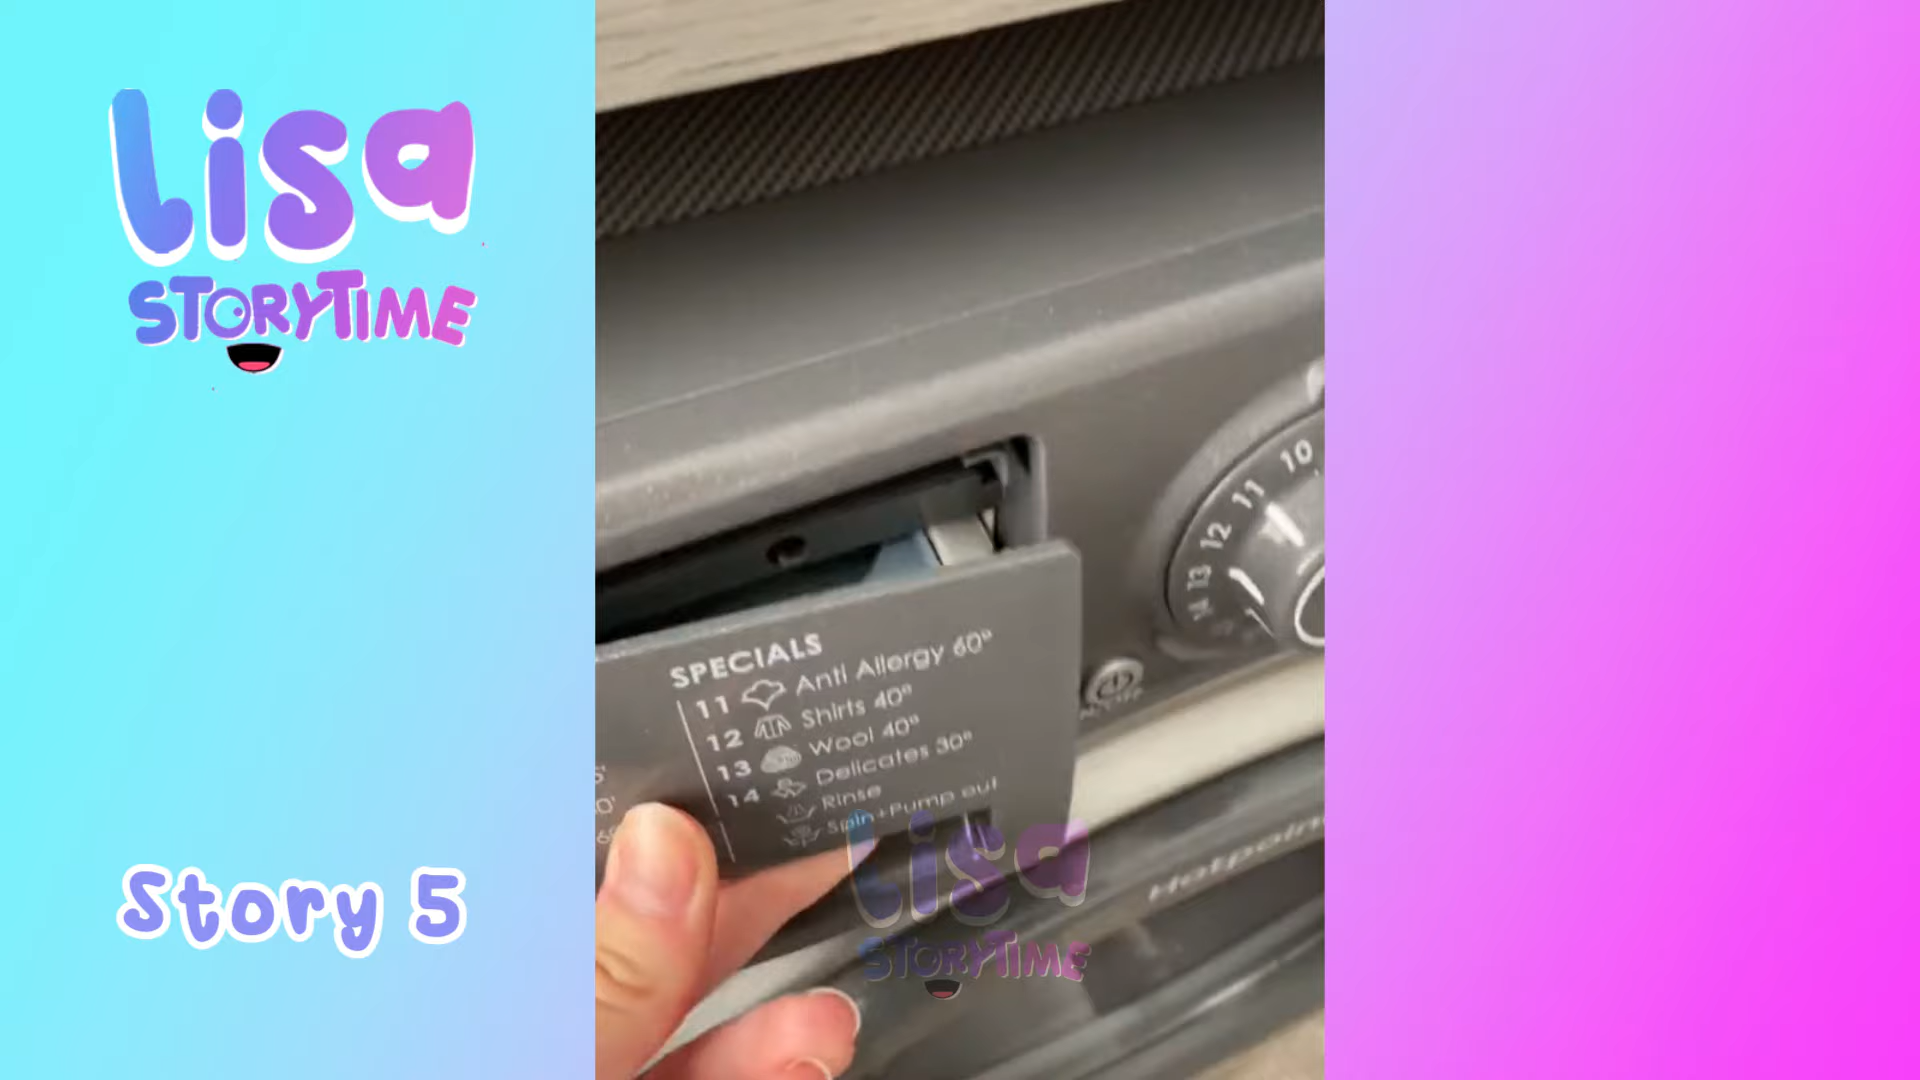 Lisa
STORYTIME
Story 5
10
11
12
13
14
SPECIALS
11 Anti Allergy 60°
12 Shirts 40°
13 Wool 40°
14 Delicates 30°
Rinse
Spin+Pump out
Hotpoint
Lisa
STORYTIME